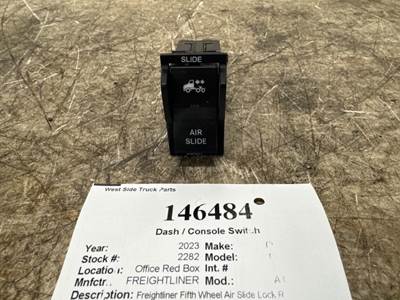 SLIDE
AIR
SLIDE
West Side Truck Parts
146484
Dash / Console Switch
Year: 2023 Make:
Stock #: 2282 Model:
Location: Office Red Box Int. #
Mnfctr.: FREIGHTLINER Mod.:
Description: Freightliner Fifth Wheel Air Slide Lock R